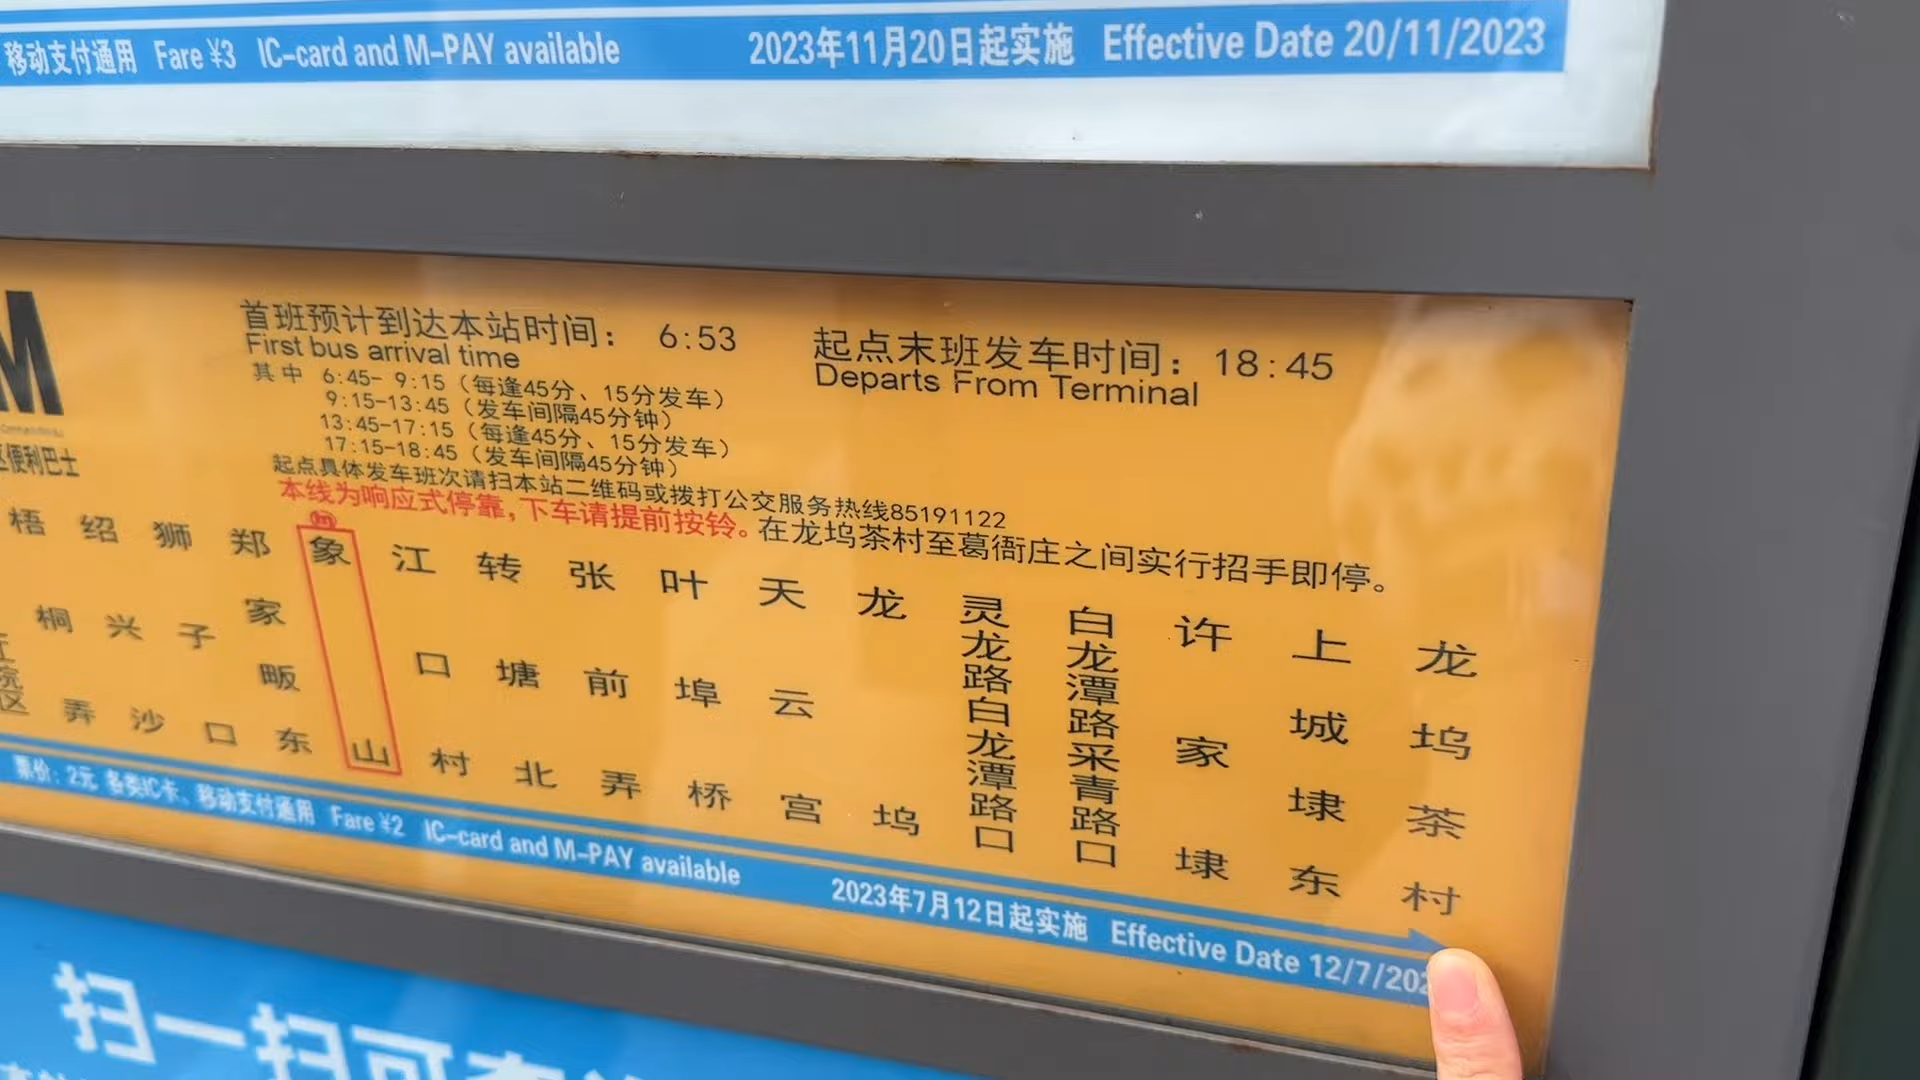 移动支付通用 Fare ¥3 IC-card and M-PAY available 2023年11月20日起实施 Effective Date 20/11/2023
M
首班预计到达本站时间： 6:53 起点末班发车时间：18:45
First bus arrival time Departs From Terminal
其中 6:45- 9:15（每逢45分、15分发车）
9:15-13:45（发车间隔45分钟）
13:45-17:15（每逢45分、15分发车）
17:15-18:45（发车间隔45分钟）
区便利巴士
起点具体发车班次请扫本站二维码或拨打公交服务热线85191122
本线为响应式停靠，下车请提前按铃。在龙坞茶村至葛衙庄之间实行招手即停。
院区
梧桐弄
绍兴沙
狮子口
郑家畈东
象山
江口村
转塘北
张前弄
叶埠桥
天云宫
龙坞
灵龙路白龙潭路口
白龙潭路采青路口
许家埭
上城埭东
龙坞茶村
票价：2元 各类IC卡、移动支付通用 Fare ¥2 IC-card and M-PAY available 2023年7月12日起实施 Effective Date 12/7/202
扫一扫可查